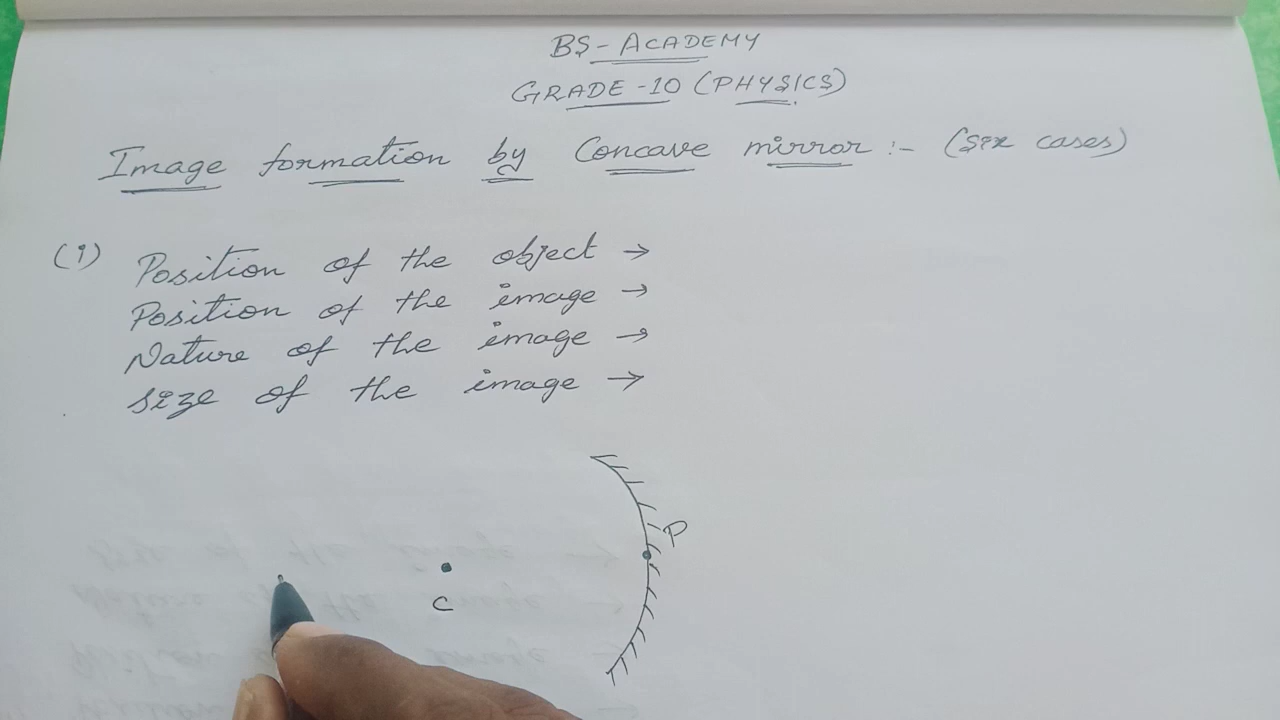 BS-ACADEMY
GRADE-10 (PHYSICS)
Image formation by Concave mirror :- (Six cases)
(1) Position of the object →
Position of the image →
Nature of the image →
size of the image →
P
C